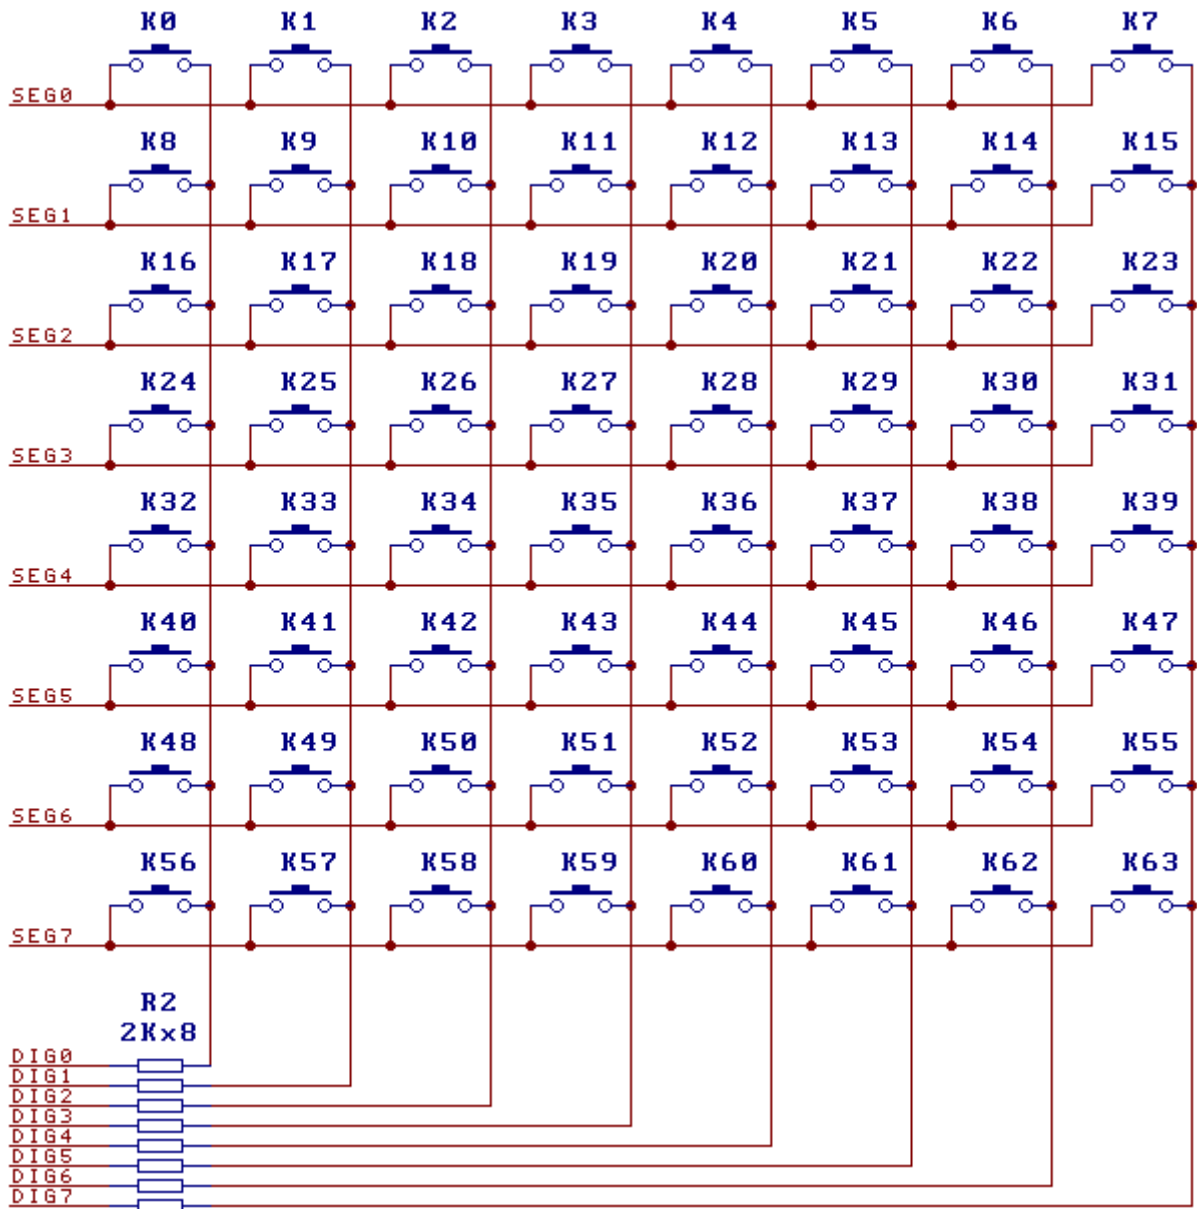 K0 K1 K2 K3 K4 K5 K6 K7
SEG0
K8 K9 K10 K11 K12 K13 K14 K15
SEG1
K16 K17 K18 K19 K20 K21 K22 K23
SEG2
K24 K25 K26 K27 K28 K29 K30 K31
SEG3
K32 K33 K34 K35 K36 K37 K38 K39
SEG4
K40 K41 K42 K43 K44 K45 K46 K47
SEG5
K48 K49 K50 K51 K52 K53 K54 K55
SEG6
K56 K57 K58 K59 K60 K61 K62 K63
SEG7
R2
2Kx8
DIG0
DIG1
DIG2
DIG3
DIG4
DIG5
DIG6
DIG7